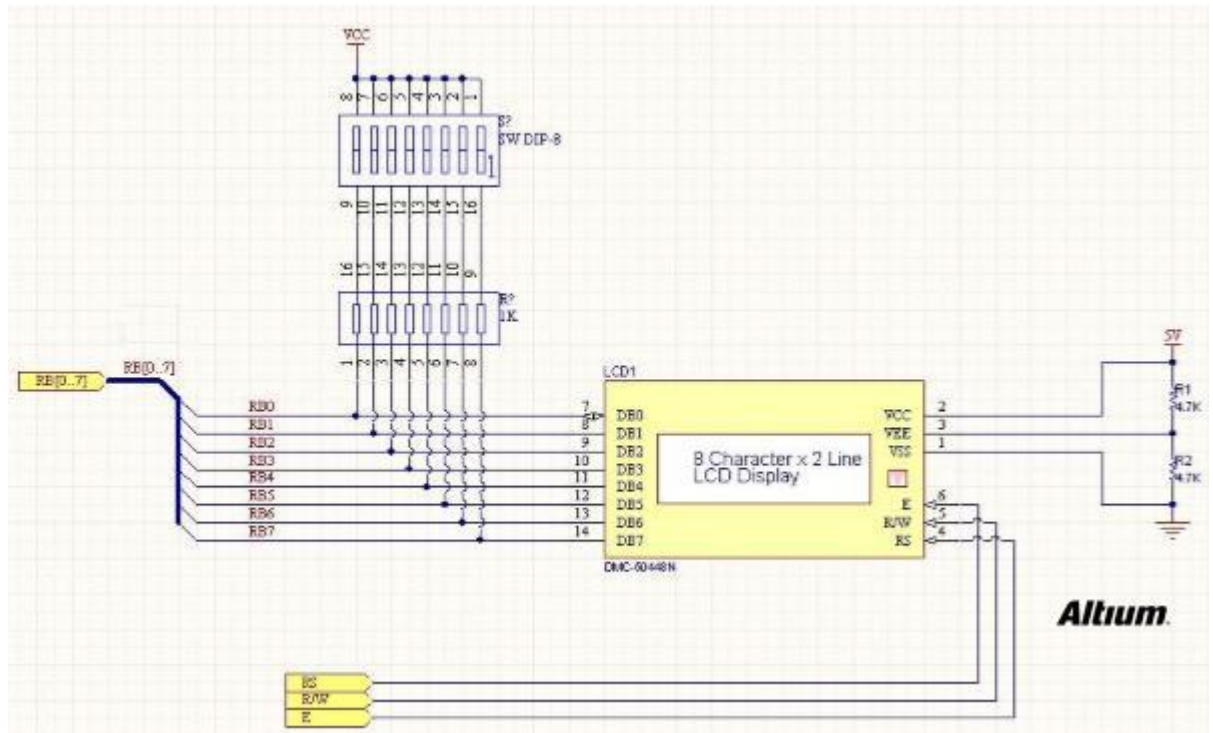 VCC
8 7 6 5 4 3 2 1
S?
SW DIP-8
1
9 10 11 12 13 14 15 16
16 15 14 13 12 11 10 9
R?
1K
1 2 3 4 5 6 7 8
RB[0..7]
RB[0..7]
LCD1
5V
RB0 7 DB0 VCC 2
RB1 8 DB1 VEE 3
RB2 9 DB2 VSS 1
RB3 10 DB3
RB4 11 DB4
RB5 12 DB5 E 6
RB6 13 DB6 R/W 5
RB7 14 DB7 RS 4
8 Character x 2 Line
LCD Display
R1
4.7K
R2
4.7K
DMC-50448N
Altium
RS
R/W
E